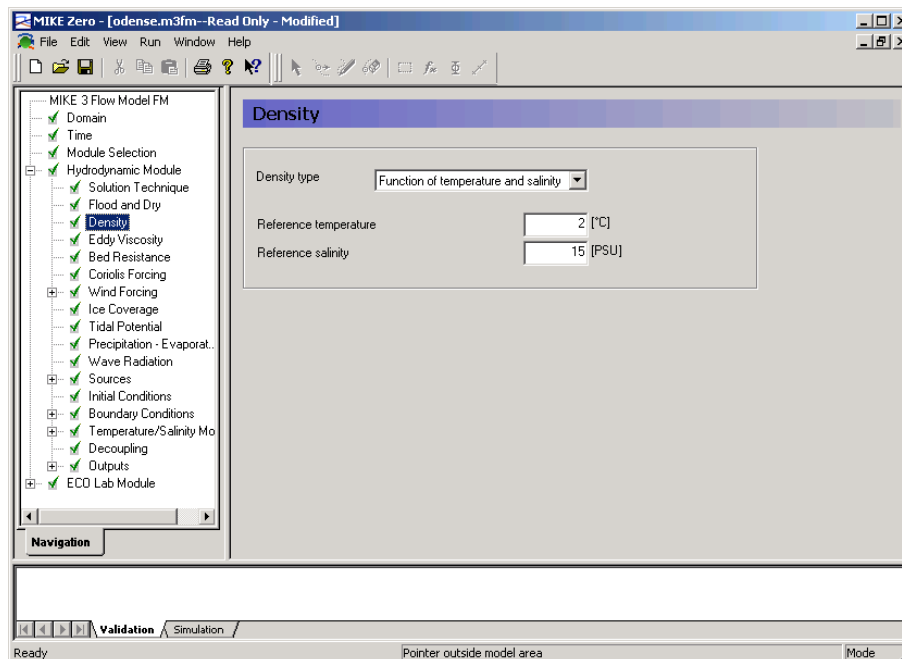 MIKE Zero - [odense.m3fm--Read Only - Modified]
File Edit View Run Window Help
MIKE 3 Flow Model FM
Domain
Time
Module Selection
Hydrodynamic Module
Solution Technique
Flood and Dry
Density
Eddy Viscosity
Bed Resistance
Coriolis Forcing
Wind Forcing
Ice Coverage
Tidal Potential
Precipitation - Evaporat..
Wave Radiation
Sources
Initial Conditions
Boundary Conditions
Temperature/Salinity Mo
Decoupling
Outputs
ECO Lab Module
Navigation
Density
Density type Function of temperature and salinity
Reference temperature 2 [°C]
Reference salinity 15 [PSU]
Validation Simulation
Ready Pointer outside model area Mode